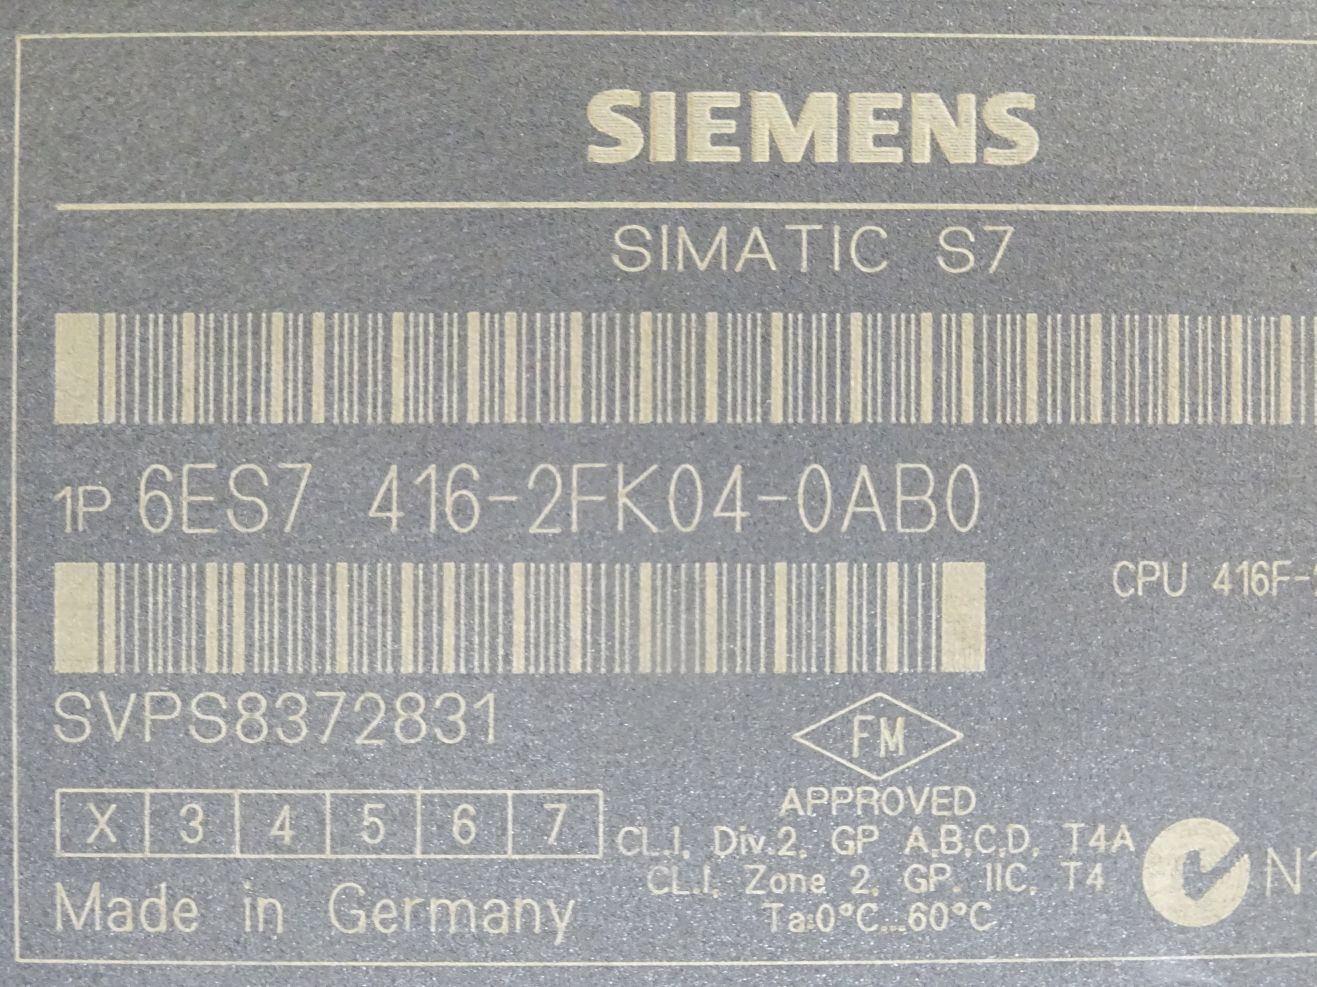 SIEMENS
SIMATIC S7
1P 6ES7 416-2FK04-0AB0
CPU 416F-
SVPS8372831
FM
APPROVED
X 3 4 5 6 7
CL.I, Div.2, GP A,B,C,D, T4A
CL.I, Zone 2, GP. IIC, T4
Ta:0°C...60°C
N1
Made in Germany